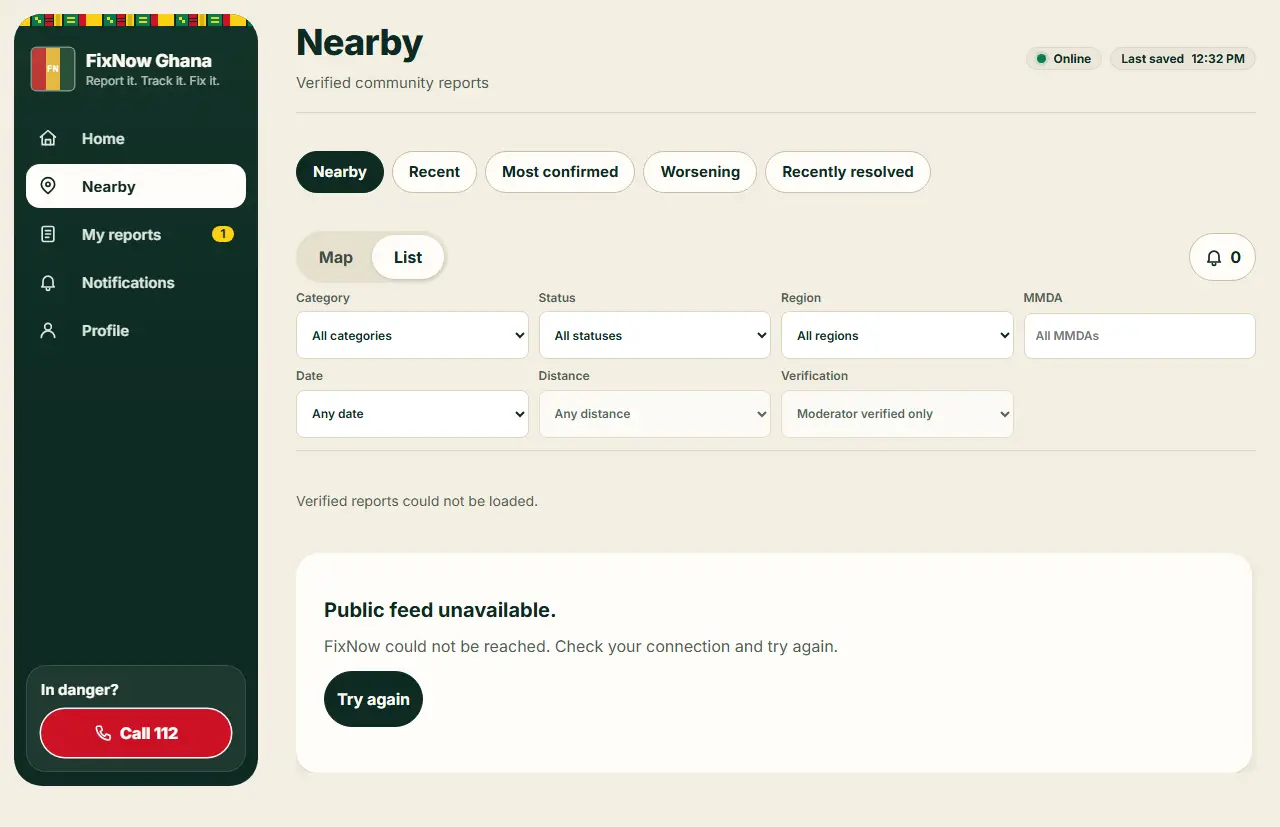 FN
FixNow Ghana
Report it. Track it. Fix it.
Home
Nearby
My reports 1
Notifications
Profile
In danger?
Call 112
Nearby
Verified community reports
Online
Last saved 12:32 PM
Nearby Recent Most confirmed Worsening Recently resolved
Map List
0
Category Status Region MMDA
All categories All statuses All regions All MMDAs
Date Distance Verification
Any date Any distance Moderator verified only
Verified reports could not be loaded.
Public feed unavailable.
FixNow could not be reached. Check your connection and try again.
Try again